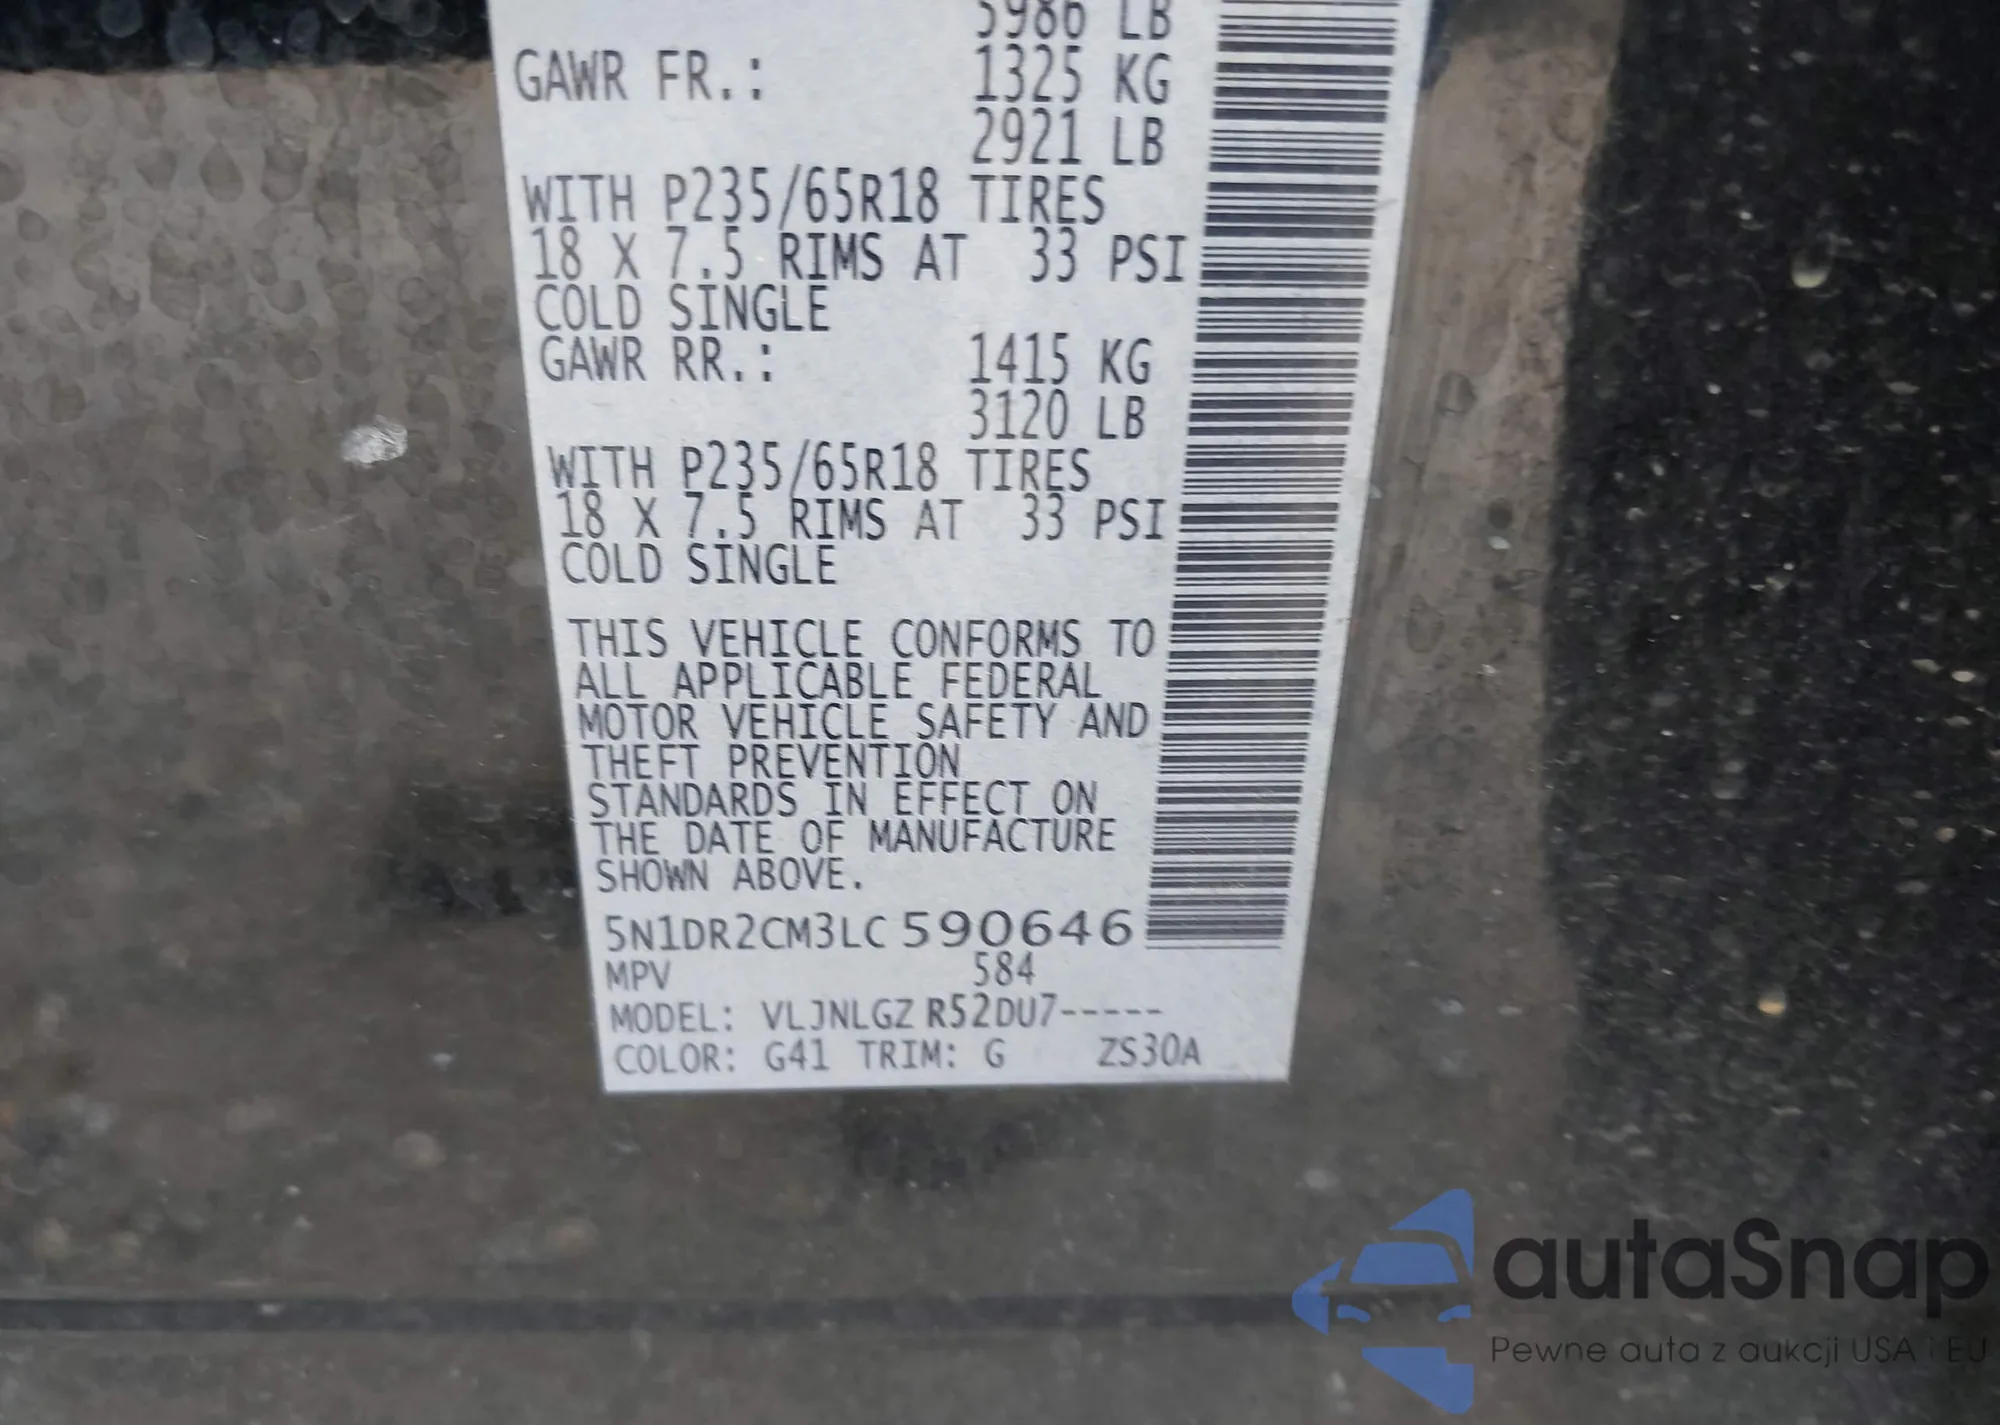 5986 LB
GAWR FR.: 1325 KG
2921 LB
WITH P235/65R18 TIRES
18 X 7.5 RIMS AT 33 PSI
COLD SINGLE
GAWR RR.: 1415 KG
3120 LB
WITH P235/65R18 TIRES
18 X 7.5 RIMS AT 33 PSI
COLD SINGLE
THIS VEHICLE CONFORMS TO
ALL APPLICABLE FEDERAL
MOTOR VEHICLE SAFETY AND
THEFT PREVENTION
STANDARDS IN EFFECT ON
THE DATE OF MANUFACTURE
SHOWN ABOVE.
5N1DR2CM3LC590646
MPV 584
MODEL: VLJNLGZ R52DU7-----
COLOR: G41 TRIM: G ZS30A
autaSnap
Pewne auta z aukcji USA i EU